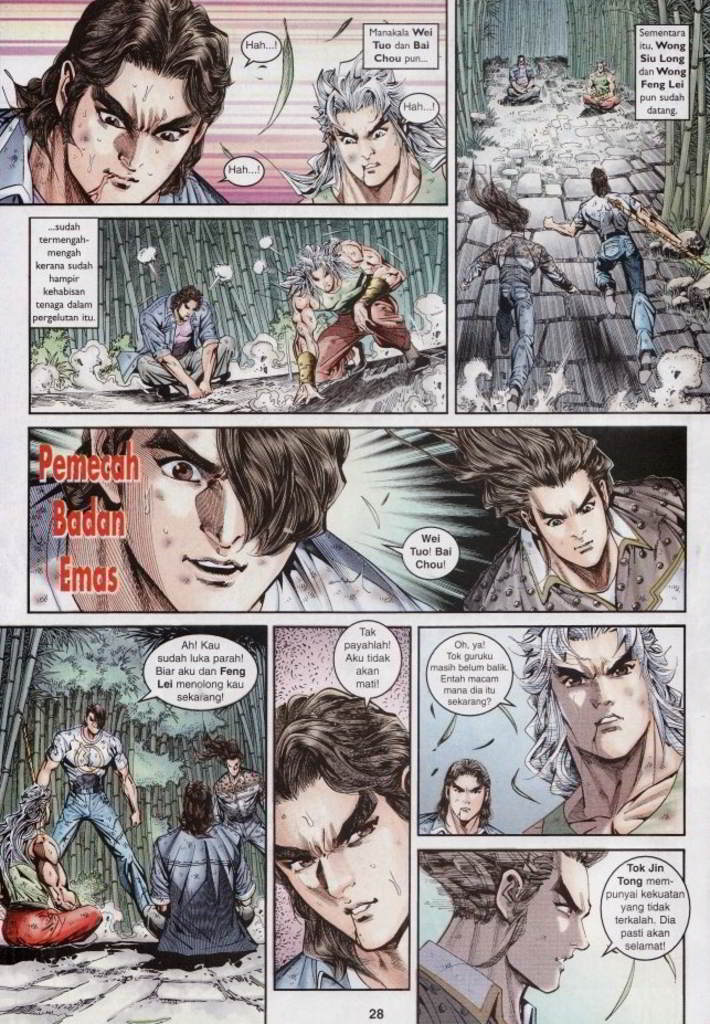 Hah...!
Manakala Wei
Tuo dan Bai
Chou pun...
Hah...!
Hah...!
...sudah
termengah-
mengah
kerana sudah
hampir
kehabisan
tenaga dalam
pergelutan itu.
Sementara
itu, Wong
Siu Long
dan Wong
Feng Lei
pun sudah
datang.
Pemecah
Badan
Emas
Wei
Tuo! Bai
Chou!
Ah! Kau
sudah luka parah!
Biar aku dan Feng
Lei menolong kau
sekarang!
Tak
payahlah!
Aku tidak
akan
mati!
Oh, ya!
Tok guruku
masih belum balik.
Entah macam
mana dia itu
sekarang?
Tok Jin
Tong mem-
punyai kekuatan
yang tidak
terkalah. Dia
pasti akan
selamat!
28